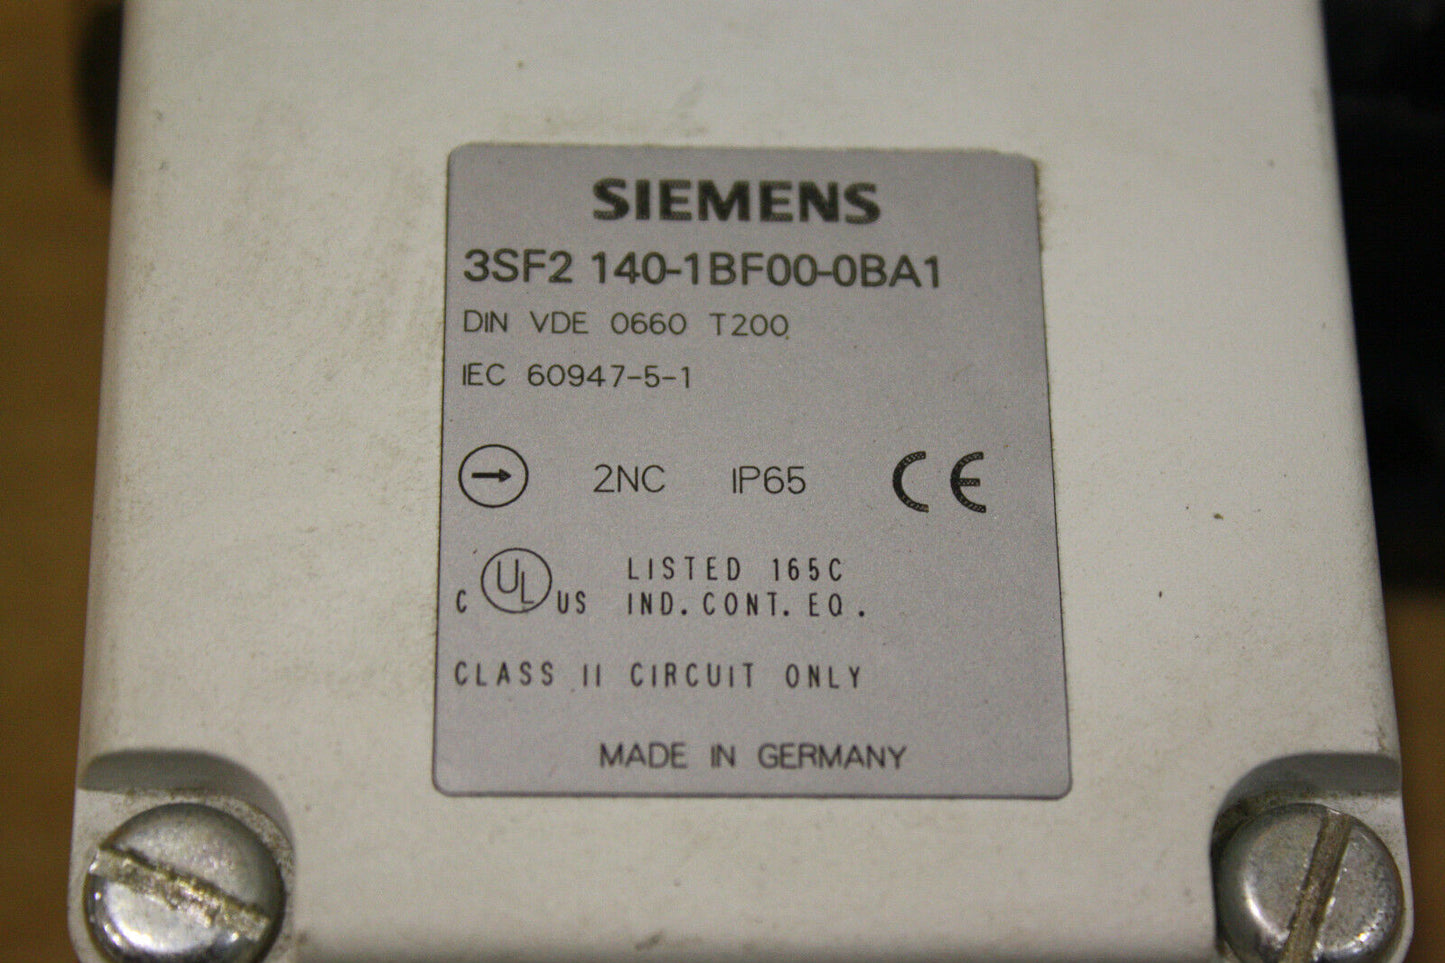 SIEMENS
3SF2 140-1BF00-0BA1
DIN VDE 0660 T200
IEC 60947-5-1
2NC IP65 CE
C UL US LISTED 165C
IND. CONT. EQ.
CLASS II CIRCUIT ONLY
MADE IN GERMANY